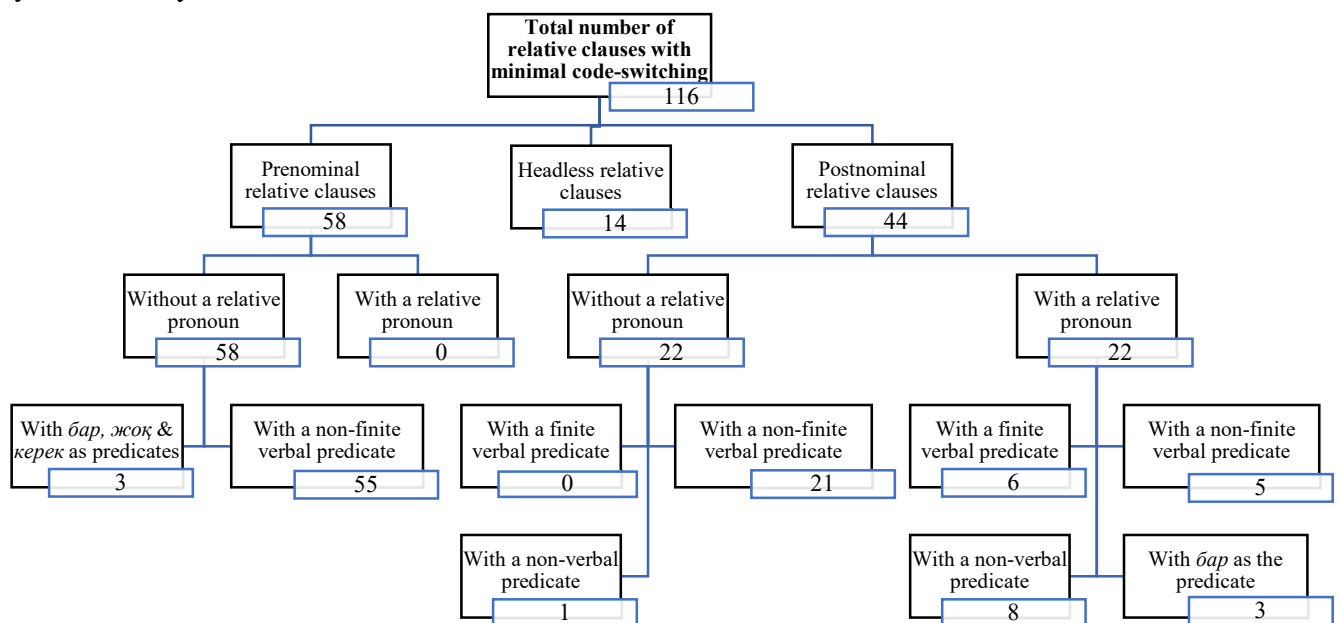 Total number of
relative clauses with
minimal code-switching
116
Prenominal
relative clauses
58
Headless relative
clauses
14
Postnominal
relative clauses
44
Without a relative
pronoun
58
With a relative
pronoun
0
Without a relative
pronoun
22
With a relative
pronoun
22
With бар, жоқ &
керек as predicates
3
With a non-finite
verbal predicate
55
With a finite
verbal predicate
0
With a non-finite
verbal predicate
21
With a finite
verbal predicate
6
With a non-finite
verbal predicate
5
With a non-verbal
predicate
1
With a non-verbal
predicate
8
With бар as the
predicate
3